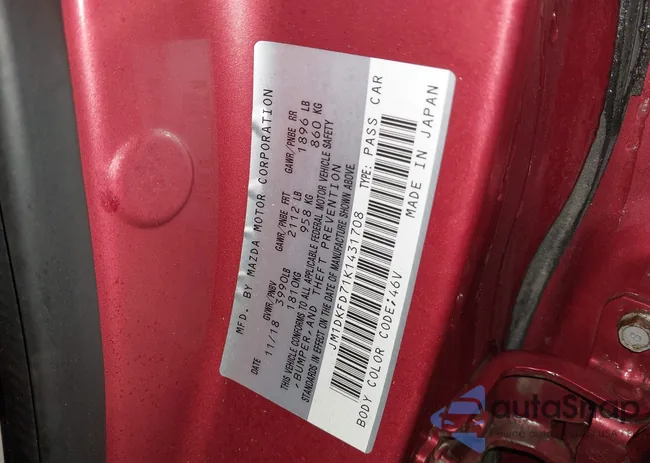 MFD. BY MAZDA MOTOR CORPORATION
DATE GVWR/PNBV GAWR/PNBE FRT GAWR/PNBE RR
11/18 3990LB 2112 LB 1896 LB
1810KG 958 KG 860 KG
THIS VEHICLE CONFORMS TO ALL APPLICABLE FEDERAL MOTOR VEHICLE SAFETY
,BUMPER,AND THEFT PREVENTION
STANDARDS IN EFFECT ON THE DATE OF MANUFACTURE SHOWN ABOVE
JM1DKFD71K1431708 TYPE: PASS CAR
BODY COLOR CODE:46V MADE IN JAPAN
autaSnap